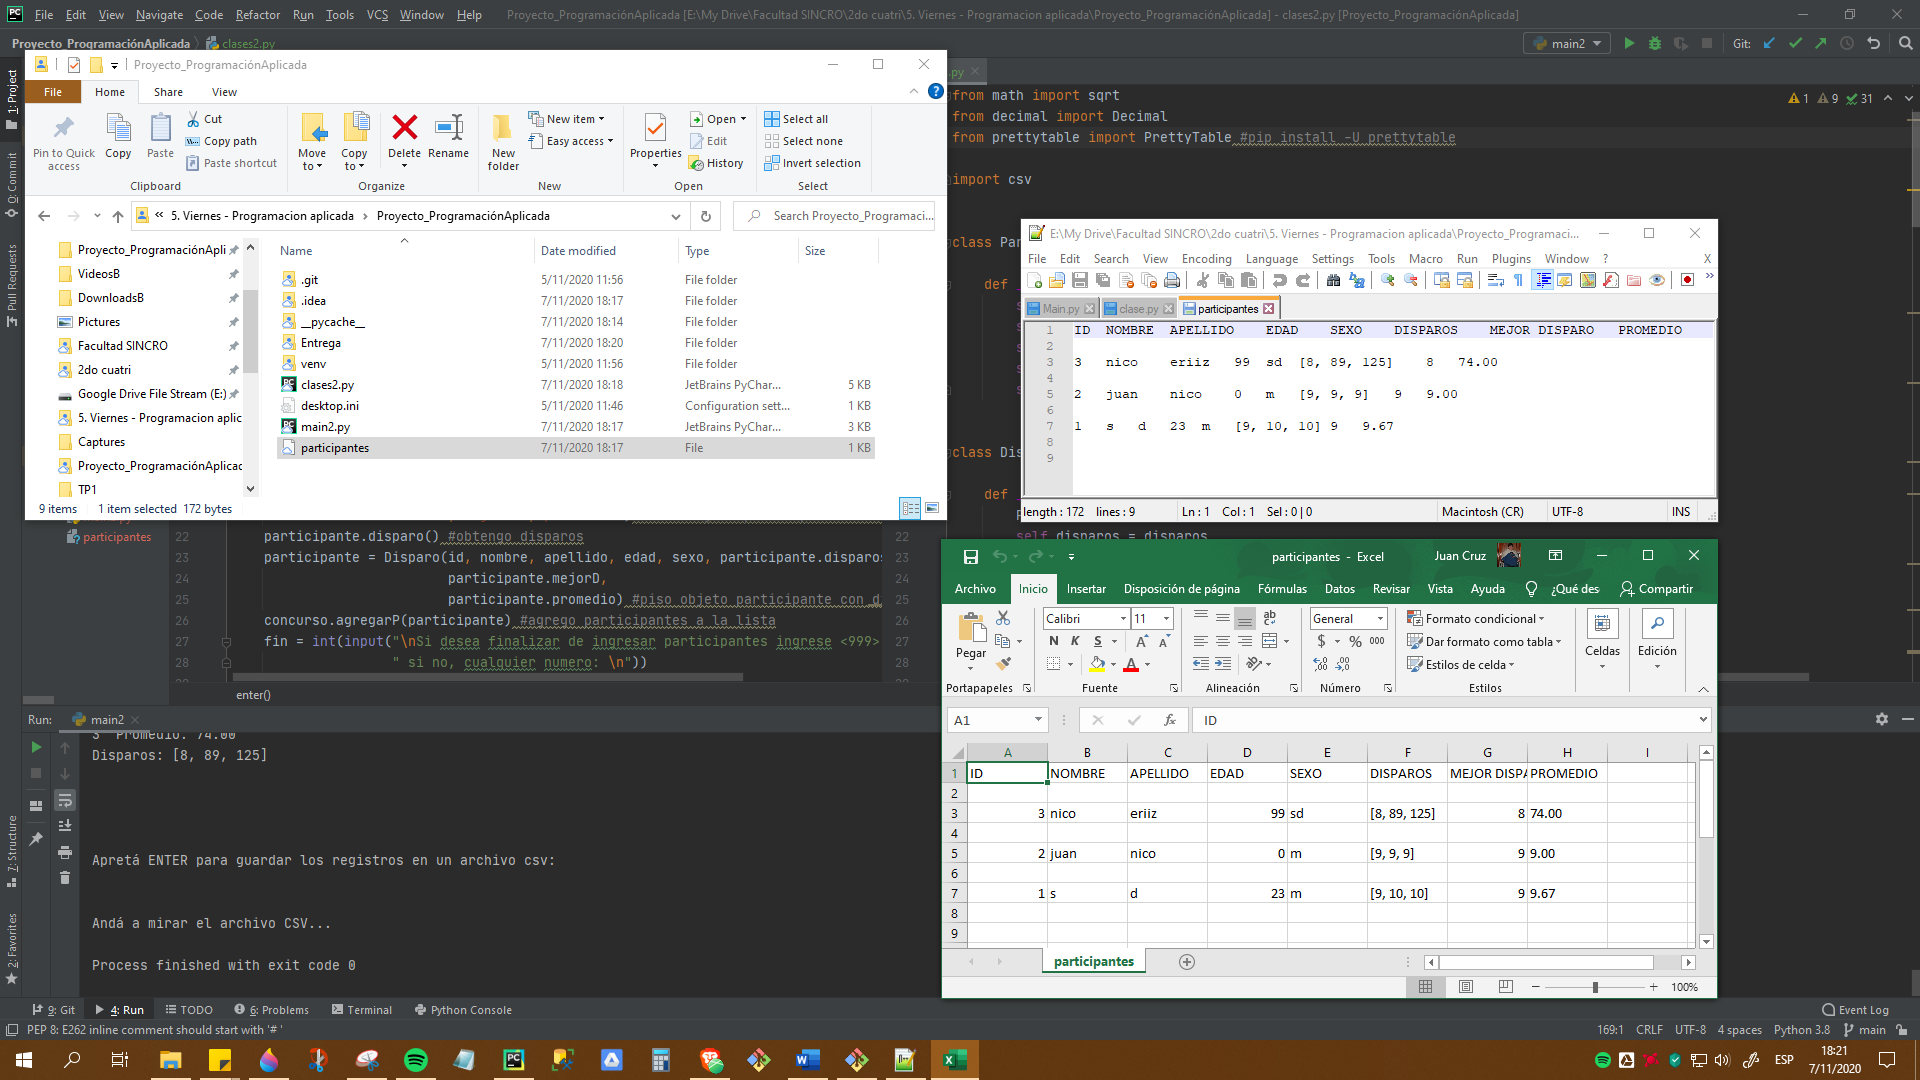 File Edit View Navigate Code Refactor Run Tools VCS Window Help Proyecto_ProgramaciónAplicada [E:\My Drive\Facultad SINCRO\2do cuatri\5. Viernes - Programacion aplicada\Proyecto_ProgramaciónAplicada] - clases2.py [Proyecto_ProgramaciónAplicada]
Proyecto_ProgramaciónAplicada clases2.py main2 Git:
Proyecto_ProgramaciónAplicada
File Home Share View
Pin to Quick access
Copy
Paste
Cut
Copy path
Paste shortcut
Clipboard
Move to
Copy to
Delete
Rename
Organize
New folder
New item
Easy access
New
Properties
Open
Edit
History
Open
Select all
Select none
Invert selection
Select
« 5. Viernes - Programacion aplicada › Proyecto_ProgramaciónAplicada
Search Proyecto_Programaci...
Proyecto_ProgramaciónApli
VideosB
DownloadsB
Pictures
Facultad SINCRO
2do cuatri
Google Drive File Stream (E:)
5. Viernes - Programacion aplic
Captures
Proyecto_ProgramaciónAplicac
TP1
Name Date modified Type Size
.git 5/11/2020 11:56 File folder
.idea 7/11/2020 18:17 File folder
__pycache__ 7/11/2020 18:14 File folder
Entrega 7/11/2020 18:20 File folder
venv 5/11/2020 11:56 File folder
clases2.py 7/11/2020 18:18 JetBrains PyChar... 5 KB
desktop.ini 5/11/2020 11:46 Configuration sett... 1 KB
main2.py 7/11/2020 18:17 JetBrains PyChar... 3 KB
participantes 7/11/2020 18:17 File 1 KB
9 items 1 item selected 172 bytes
1: Project
0: Commit
Pull Requests
7: Structure
2: Favorites
.py
from math import sqrt
from decimal import Decimal
from prettytable import PrettyTable #pip install -U prettytable
import csv
class Par
def
class Dis
def
self.disparos = disparos
1 9 31
E:\My Drive\Facultad SINCRO\2do cuatri\5. Viernes - Programacion aplicada\Proyecto_Programaci...
File Edit Search View Encoding Language Settings Tools Macro Run Plugins Window ? X
Main.py clase.py participantes
1 ID NOMBRE APELLIDO EDAD SEXO DISPAROS MEJOR DISPARO PROMEDIO
2
3 3 nico eriiz 99 sd [8, 89, 125] 8 74.00
4
5 2 juan nico 0 m [9, 9, 9] 9 9.00
6
7 1 s d 23 m [9, 10, 10] 9 9.67
8
9
length : 172 lines : 9 Ln : 1 Col : 1 Sel : 0 | 0 Macintosh (CR) UTF-8 INS
participantes
22 participante.disparo() #obtengo disparos 22
23 participante = Disparo(id, nombre, apellido, edad, sexo, participante.disparos 23
24 participante.mejorD, 24
25 participante.promedio) #piso objeto participante con di 25
26 concurso.agregarP(participante) #agrego participantes a la lista 26
27 fin = int(input("\nSi desea finalizar de ingresar participantes ingrese <999> 27
28 " si no, cualquier numero: \n")) 28
enter()
participantes - Excel Juan Cruz
Archivo Inicio Insertar Disposición de página Fórmulas Datos Revisar Vista Ayuda ¿Qué des Compartir
Pegar
Portapapeles
Calibri 11
N K S A A
Fuente
Alineación
General
$ % 000
Número
Formato condicional
Dar formato como tabla
Estilos de celda
Estilos
Celdas
Edición
A1 fx ID
A B C D E F G H I
1 ID NOMBRE APELLIDO EDAD SEXO DISPAROS MEJOR DISPA PROMEDIO
2
3 3 nico eriiz 99 sd [8, 89, 125] 8 74.00
4
5 2 juan nico 0 m [9, 9, 9] 9 9.00
6
7 1 s d 23 m [9, 10, 10] 9 9.67
8
9
participantes
100%
Run: main2
3 Promedio: 74.00
Disparos: [8, 89, 125]
Apretá ENTER para guardar los registros en un archivo csv:
Andá a mirar el archivo CSV...
Process finished with exit code 0
9: Git 4: Run TODO 6: Problems Terminal Python Console Event Log
PEP 8: E262 inline comment should start with '# ' 169:1 CRLF UTF-8 4 spaces Python 3.8 main
ESP
18:21
7/11/2020